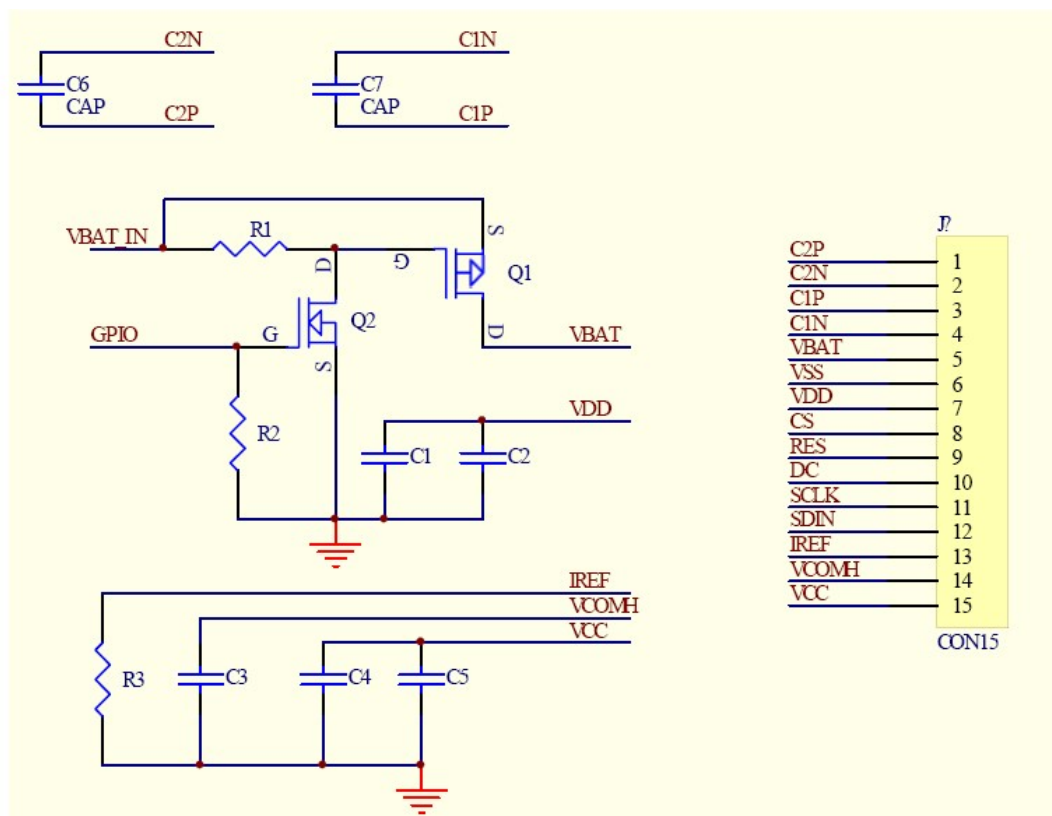 C2N
C6
CAP
C2P
C1N
C7
CAP
C1P
VBAT_IN
R1
S
D
G
Q1
D
VBAT
GPIO
G
Q2
S
R2
VDD
C1
C2
IREF
VCOMH
VCC
R3
C3
C4
C5
J?
C2P 1
C2N 2
C1P 3
C1N 4
VBAT 5
VSS 6
VDD 7
CS 8
RES 9
DC 10
SCLK 11
SDIN 12
IREF 13
VCOMH 14
VCC 15
CON15